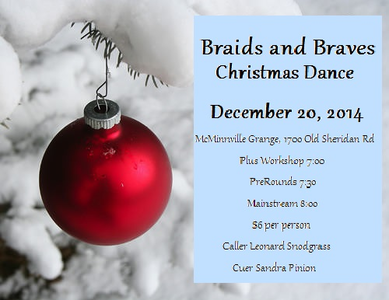 Braids and Braves
Christmas Dance
December 20, 2014
McMinnville Grange, 1700 Old Sheridan Rd
Plus Workshop 7:00
PreRounds 7:30
Mainstream 8:00
$6 per person
Caller Leonard Snodgrass
Cuer Sandra Pinion